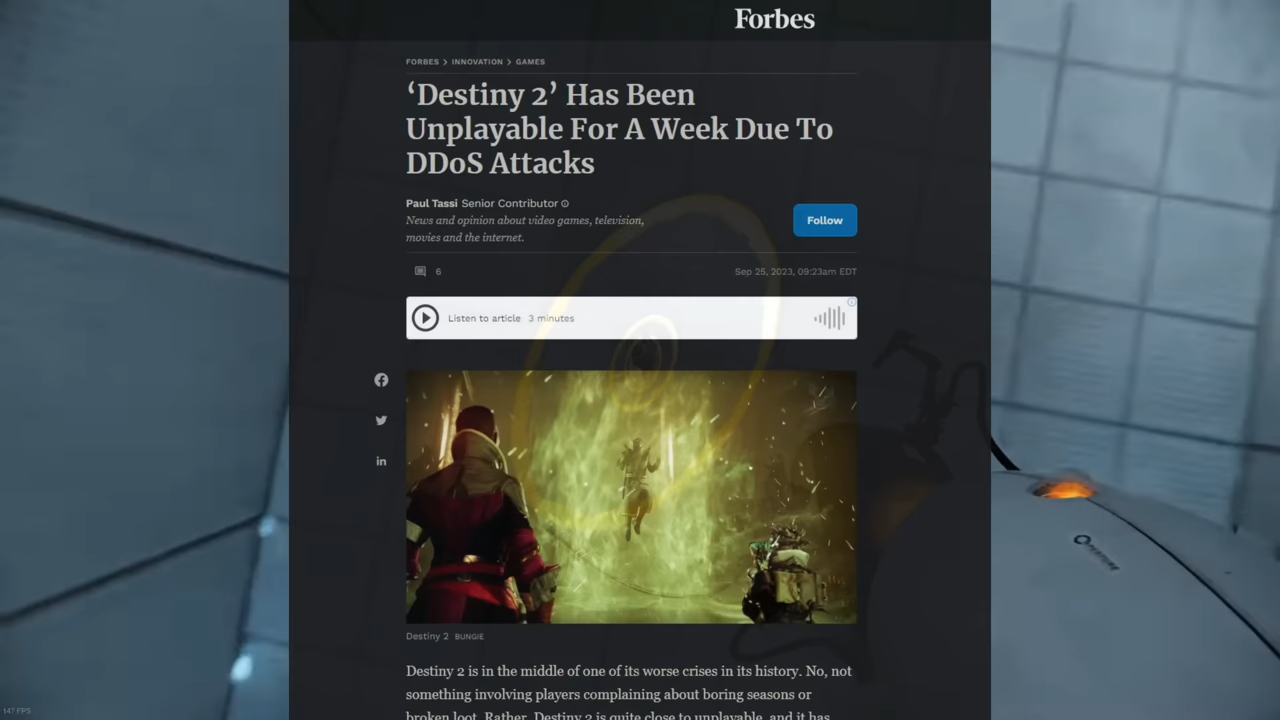 Forbes
FORBES > INNOVATION > GAMES
‘Destiny 2’ Has Been
Unplayable For A Week Due To
DDoS Attacks
Paul Tassi Senior Contributor
News and opinion about video games, television,
movies and the internet.
Follow
6
Sep 25, 2023, 09:23am EDT
Listen to article 3 minutes
in
Destiny 2 BUNGIE
Destiny 2 is in the middle of one of its worse crises in its history. No, not
something involving players complaining about boring seasons or
broken loot. Rather, Destiny 2 is quite close to unplayable, and it has
147 FPS